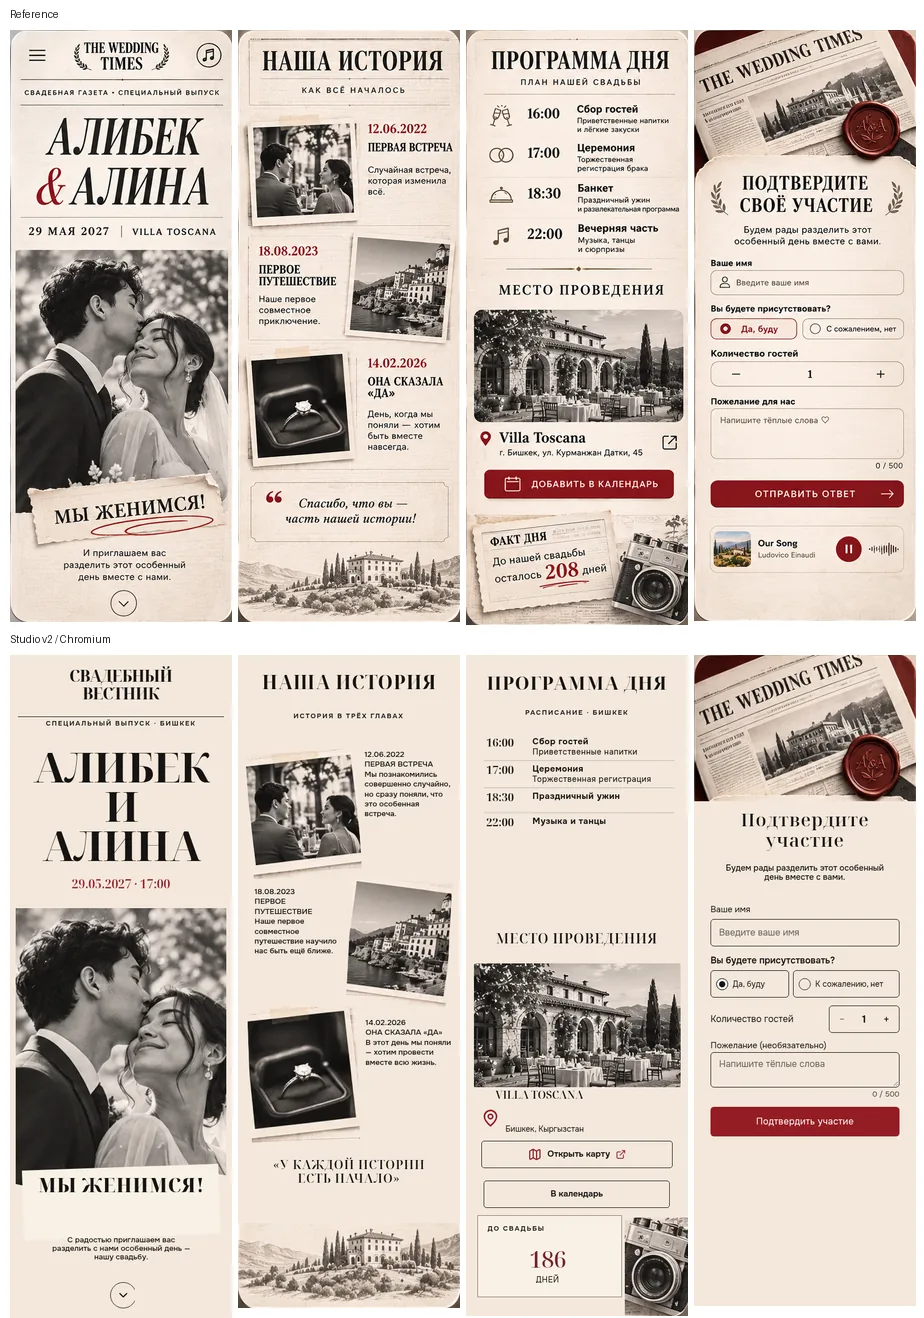 Reference
THE WEDDING
TIMES
СВАДЕБНАЯ ГАЗЕТА • СПЕЦИАЛЬНЫЙ ВЫПУСК
АЛИБЕК
& АЛИНА
29 МАЯ 2027 | VILLA TOSCANA
МЫ ЖЕНИМСЯ!
И приглашаем вас
разделить этот особенный
день вместе с нами.
НАША ИСТОРИЯ
КАК ВСЁ НАЧАЛОСЬ
12.06.2022
ПЕРВАЯ ВСТРЕЧА
Случайная встреча,
которая изменила
всё.
18.08.2023
ПЕРВОЕ
ПУТЕШЕСТВИЕ
Наше первое
совместное
приключение.
14.02.2026
ОНА СКАЗАЛА
«ДА»
День, когда мы
поняли — хотим
быть вместе
навсегда.
“ Спасибо, что вы —
часть нашей истории!
ПРОГРАММА ДНЯ
ПЛАН НАШЕЙ СВАДЬБЫ
16:00 Сбор гостей
Приветственные напитки
и лёгкие закуски
17:00 Церемония
Торжественная
регистрация брака
18:30 Банкет
Праздничный ужин
и развлекательная программа
22:00 Вечерняя часть
Музыка, танцы
и сюрпризы
МЕСТО ПРОВЕДЕНИЯ
Villa Toscana
г. Бишкек, ул. Курманжан Датки, 45
ДОБАВИТЬ В КАЛЕНДАРЬ
ФАКТ ДНЯ
До нашей свадьбы
осталось 208 дней
THE WEDDING TIMES
A&A
ПОДТВЕРДИТЕ
СВОЁ УЧАСТИЕ
Будем рады разделить этот
особенный день вместе с вами.
Ваше имя
Введите ваше имя
Вы будете присутствовать?
Да, буду
С сожалением, нет
Количество гостей
− 1 +
Пожелание для нас
Напишите тёплые слова ♡
0 / 500
ОТПРАВИТЬ ОТВЕТ →
Our Song
Ludovico Einaudi
Studio v2 / Chromium
СВАДЕБНЫЙ
ВЕСТНИК
СПЕЦИАЛЬНЫЙ ВЫПУСК · БИШКЕК
АЛИБЕК
И
АЛИНА
29.05.2027 · 17:00
МЫ ЖЕНИМСЯ!
С радостью приглашаем вас
разделить с нами особенный день —
нашу свадьбу.
НАША ИСТОРИЯ
ИСТОРИЯ В ТРЁХ ГЛАВАХ
12.06.2022
ПЕРВАЯ ВСТРЕЧА
Мы познакомились
совершенно случайно,
но сразу поняли, что
это особенная
встреча.
18.08.2023
ПЕРВОЕ
ПУТЕШЕСТВИЕ
Наше первое
совместное
путешествие научило
нас быть ещё ближе.
14.02.2026
ОНА СКАЗАЛА «ДА»
В этот день мы поняли
— хотим провести
вместе всю жизнь.
«У КАЖДОЙ ИСТОРИИ
ЕСТЬ НАЧАЛО»
ПРОГРАММА ДНЯ
РАСПИСАНИЕ · БИШКЕК
16:00 Сбор гостей
Приветственные напитки
17:00 Церемония
Торжественная регистрация
18:30 Праздничный ужин
22:00 Музыка и танцы
МЕСТО ПРОВЕДЕНИЯ
VILLA TOSCANA
Бишкек, Кыргызстан
Открыть карту
В календарь
ДО СВАДЬБЫ
186
ДНЕЙ
THE WEDDING TIMES
A&A
Подтвердите
участие
Будем рады разделить этот особенный
день вместе с вами.
Ваше имя
Введите ваше имя
Вы будете присутствовать?
Да, буду
К сожалению, нет
Количество гостей
- 1 +
Пожелание (необязательно)
Напишите тёплые слова
0 / 500
Подтвердить участие